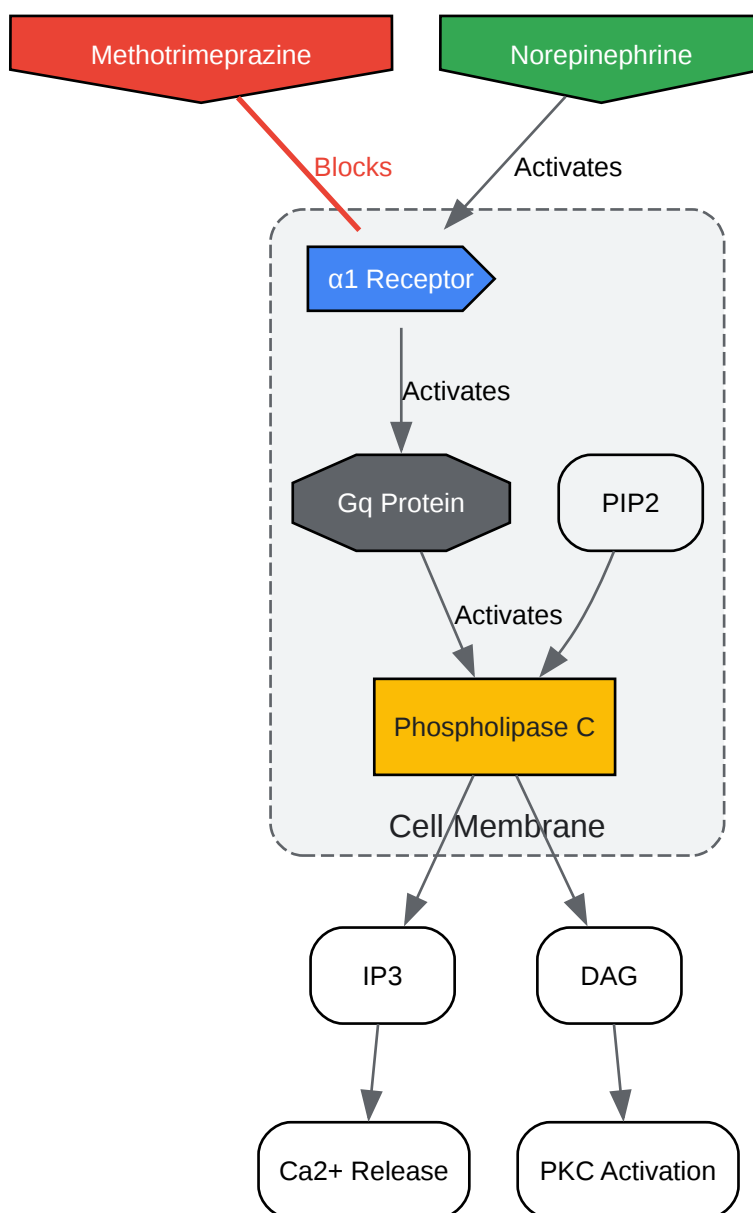 Methotrimeprazine
Norepinephrine
Blocks
Activates
α1 Receptor
Activates
Gq Protein
PIP2
Activates
Phospholipase C
Cell Membrane
IP3
DAG
Ca2+ Release
PKC Activation